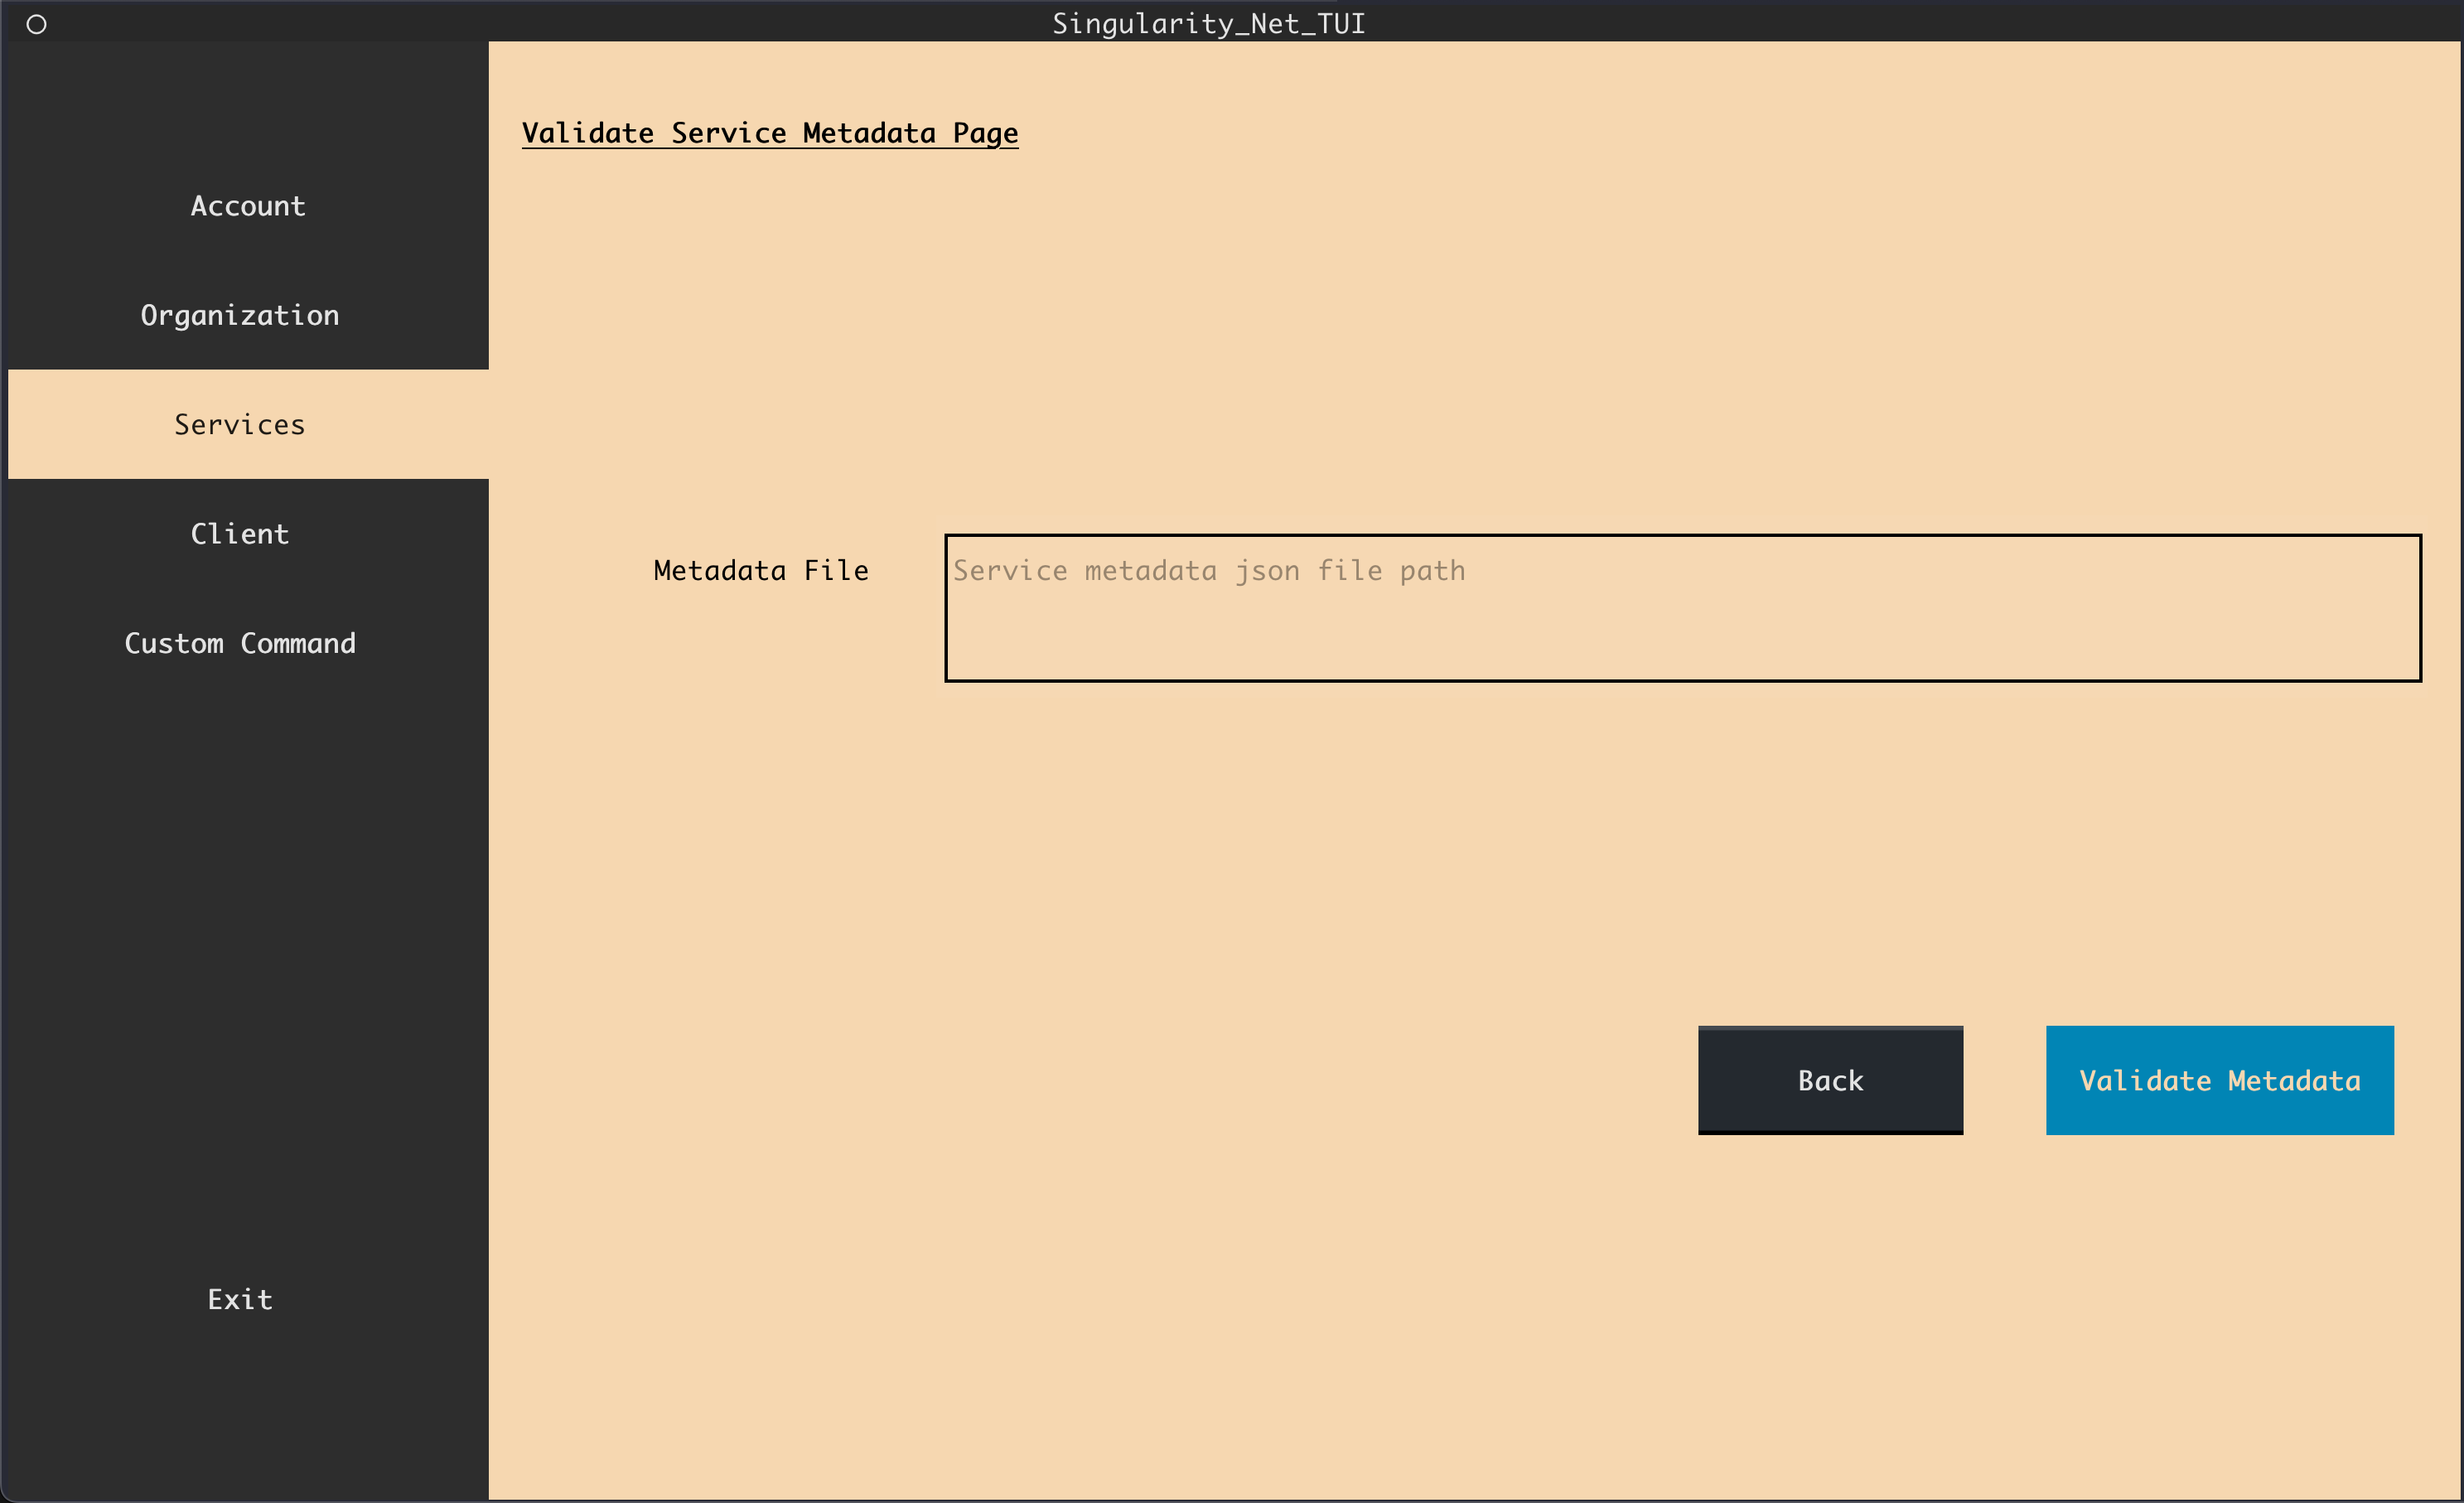 Singularity_Net_TUI
Validate Service Metadata Page
Account
Organization
Services
Client
Custom Command
Exit
Metadata File
Service metadata json file path
Back
Validate Metadata